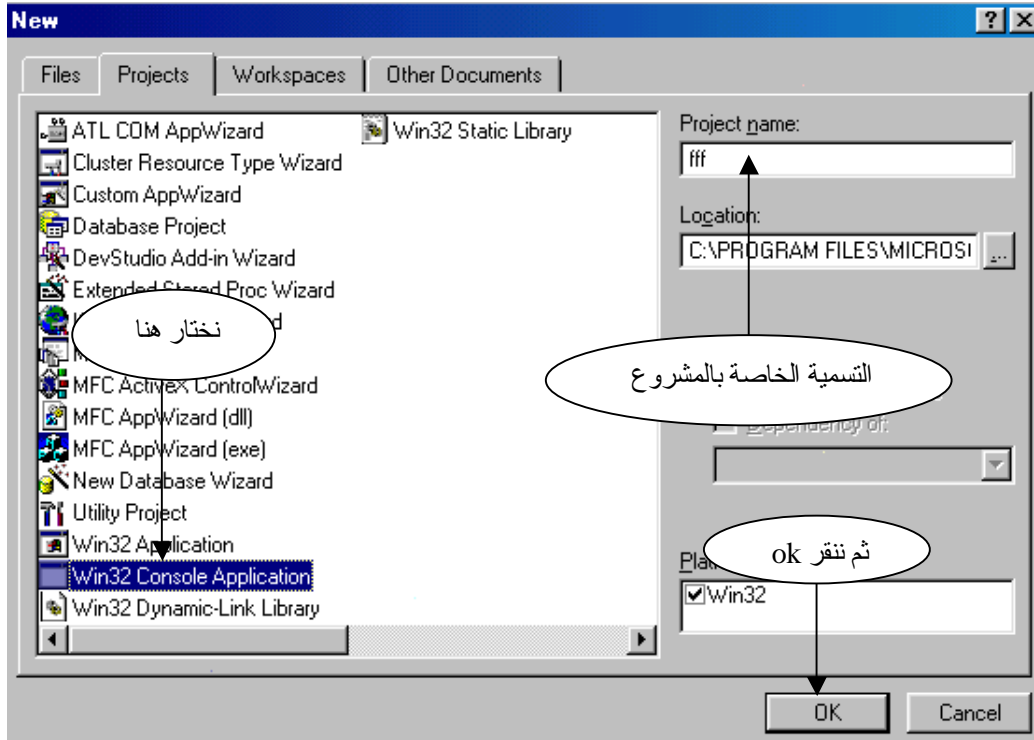 New
Files
Projects
Workspaces
Other Documents
ATL COM AppWizard
Cluster Resource Type Wizard
Custom AppWizard
Database Project
DevStudio Add-in Wizard
Extended Stored Proc Wizard
MFC ActiveX ControlWizard
MFC AppWizard (dll)
MFC AppWizard (exe)
New Database Wizard
Utility Project
Win32 Application
Win32 Console Application
Win32 Dynamic-Link Library
Win32 Static Library
نختار هنا
Project name:
fff
Location:
C:\PROGRAM FILES\MICROS
...
التسمية الخاصة بالمشروع
Dependency of:
ثم ننقر ok
Win32
OK
Cancel